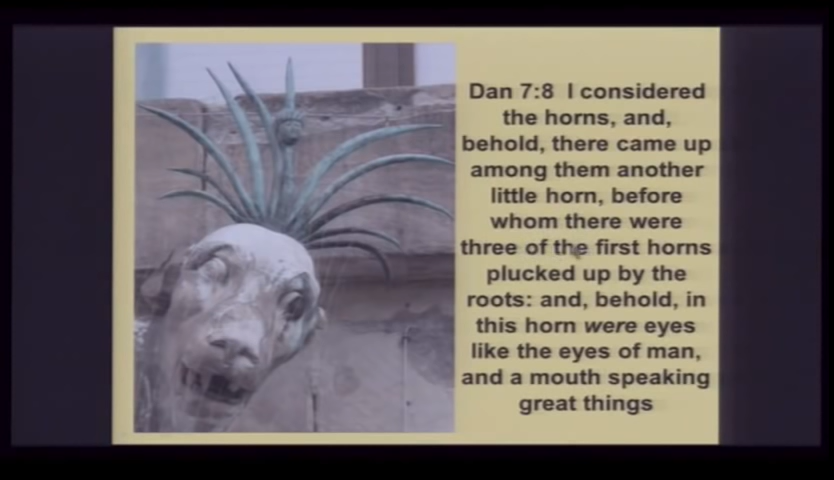 Dan 7:8 I considered
the horns, and,
behold, there came up
among them another
little horn, before
whom there were
three of the first horns
plucked up by the
roots: and, behold, in
this horn were eyes
like the eyes of man,
and a mouth speaking
great things